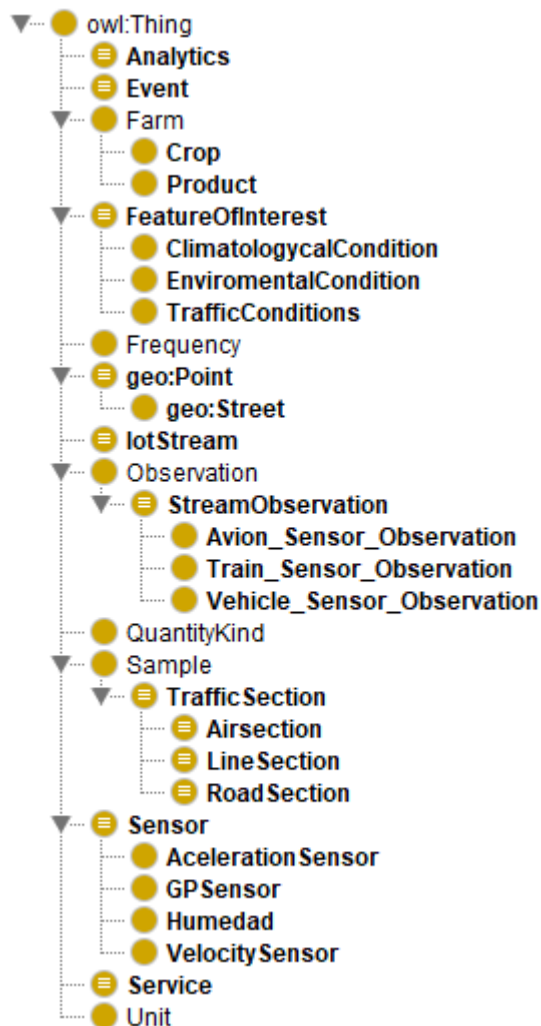 owl:Thing
Analytics
Event
Farm
Crop
Product
FeatureOfInterest
ClimatologycalCondition
EnviromentalCondition
TrafficConditions
Frequency
geo:Point
geo:Street
IotStream
Observation
StreamObservation
Avion_Sensor_Observation
Train_Sensor_Observation
Vehicle_Sensor_Observation
QuantityKind
Sample
TrafficSection
Airsection
LineSection
RoadSection
Sensor
AcelerationSensor
GPSensor
Humedad
VelocitySensor
Service
Unit